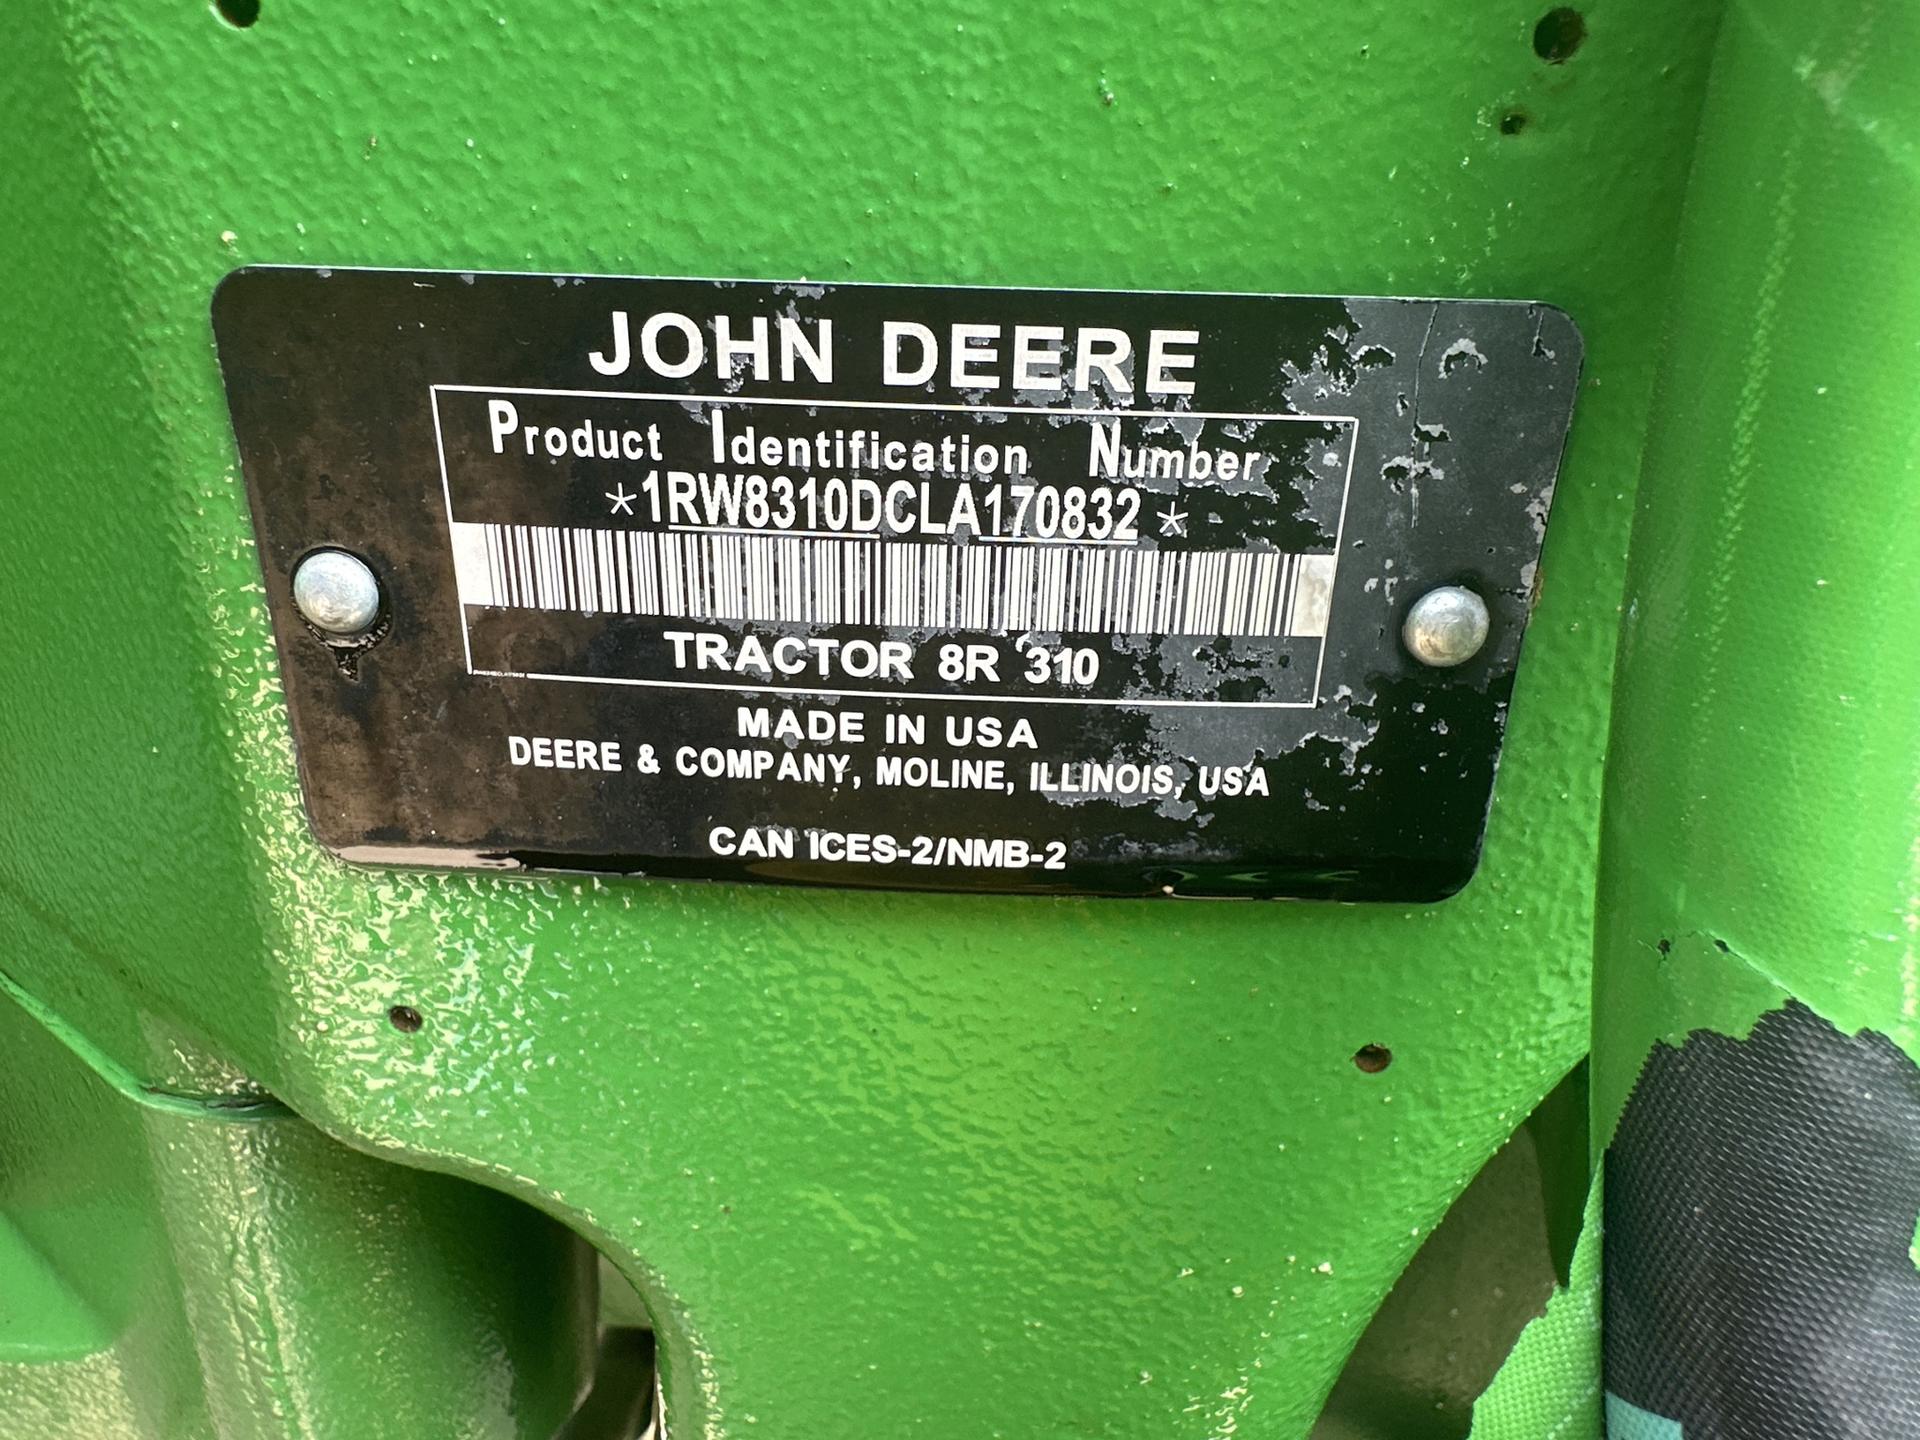 JOHN DEERE
Product Identification Number
*1RW8310DCLA170832*
TRACTOR 8R 310
MADE IN USA
DEERE & COMPANY, MOLINE, ILLINOIS, USA
CAN ICES-2/NMB-2